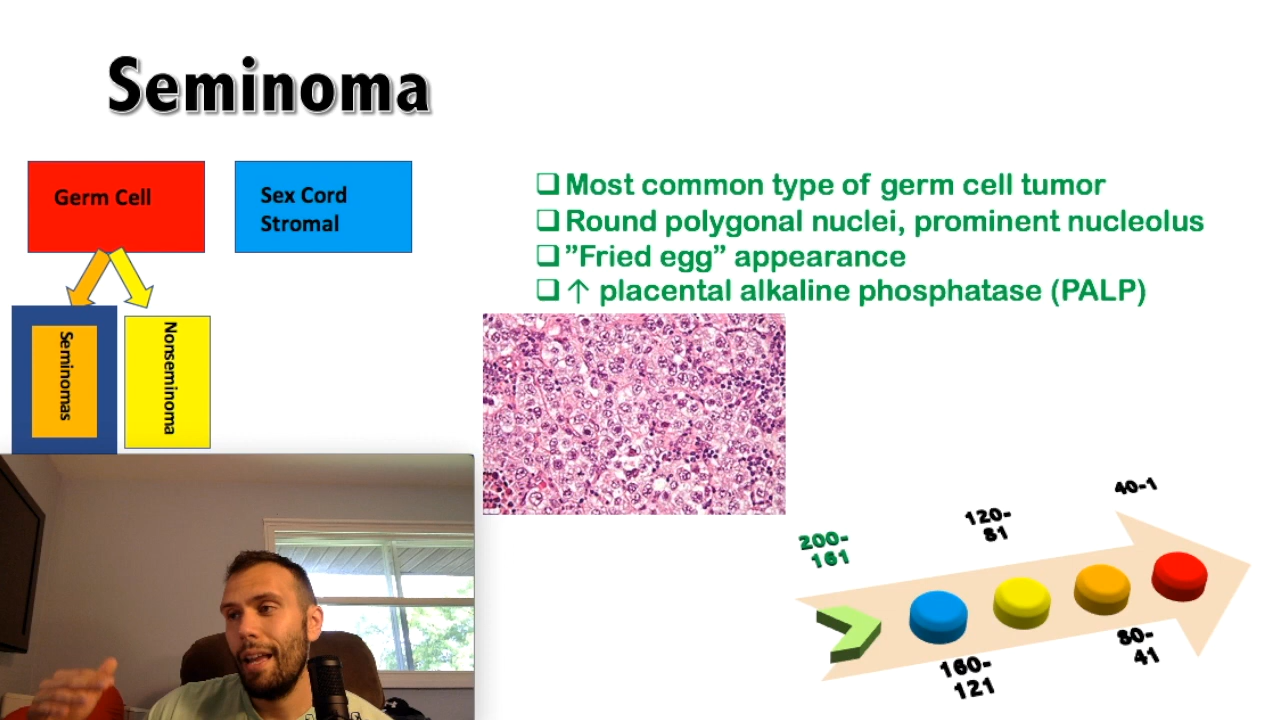 Seminoma
Germ Cell
Sex Cord
Stromal
Seminomas
Nonseminoma
❑ Most common type of germ cell tumor
❑ Round polygonal nuclei, prominent nucleolus
❑ ”Fried egg” appearance
❑ ↑ placental alkaline phosphatase (PALP)
200-
161
160-
121
120-
81
80-
41
40-1